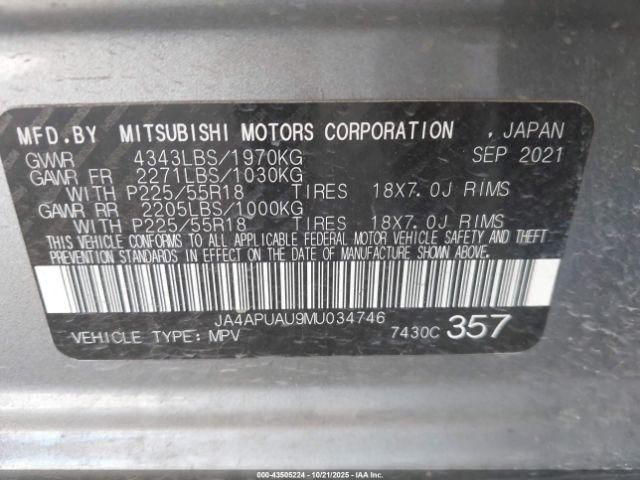 MFD.BY MITSUBISHI MOTORS CORPORATION , JAPAN
GVWR 4343LBS/1970KG SEP 2021
GAWR FR 2271LBS/1030KG
WITH P225/55R18 TIRES 18X7.0J RIMS
GAWR RR 2205LBS/1000KG
WITH P225/55R18 TIRES 18X7.0J RIMS
THIS VEHICLE CONFORMS TO ALL APPLICABLE FEDERAL MOTOR VEHICLE SAFETY AND THEFT
PREVENTION STANDARDS IN EFFECT ON THE DATE OF MANUFACTURE SHOWN ABOVE.
JA4APUAU9MU034746
VEHICLE TYPE: MPV 7430C 357
000-43505224 - 10/21/2025 - IAAI.COM